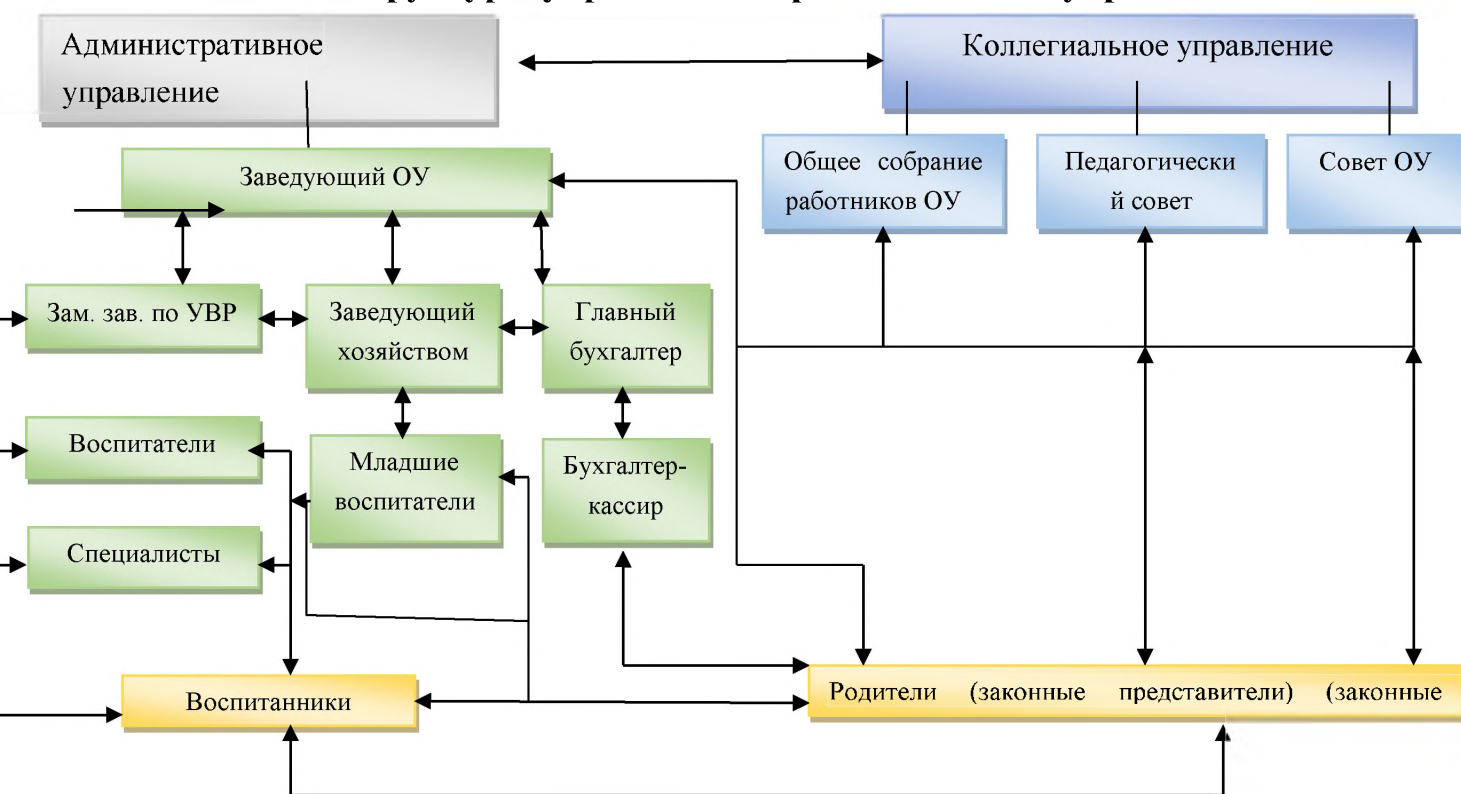 Административное
управление
Коллегиальное управление
Заведующий ОУ
Общее собрание
работников ОУ
Педагогически
й совет
Совет ОУ
Зам. зав. по УВР
Заведующий
хозяйством
Главный
бухгалтер
Воспитатели
Младшие
воспитатели
Бухгалтер-
кассир
Специалисты
Воспитанники
Родители (законные представители) (законные